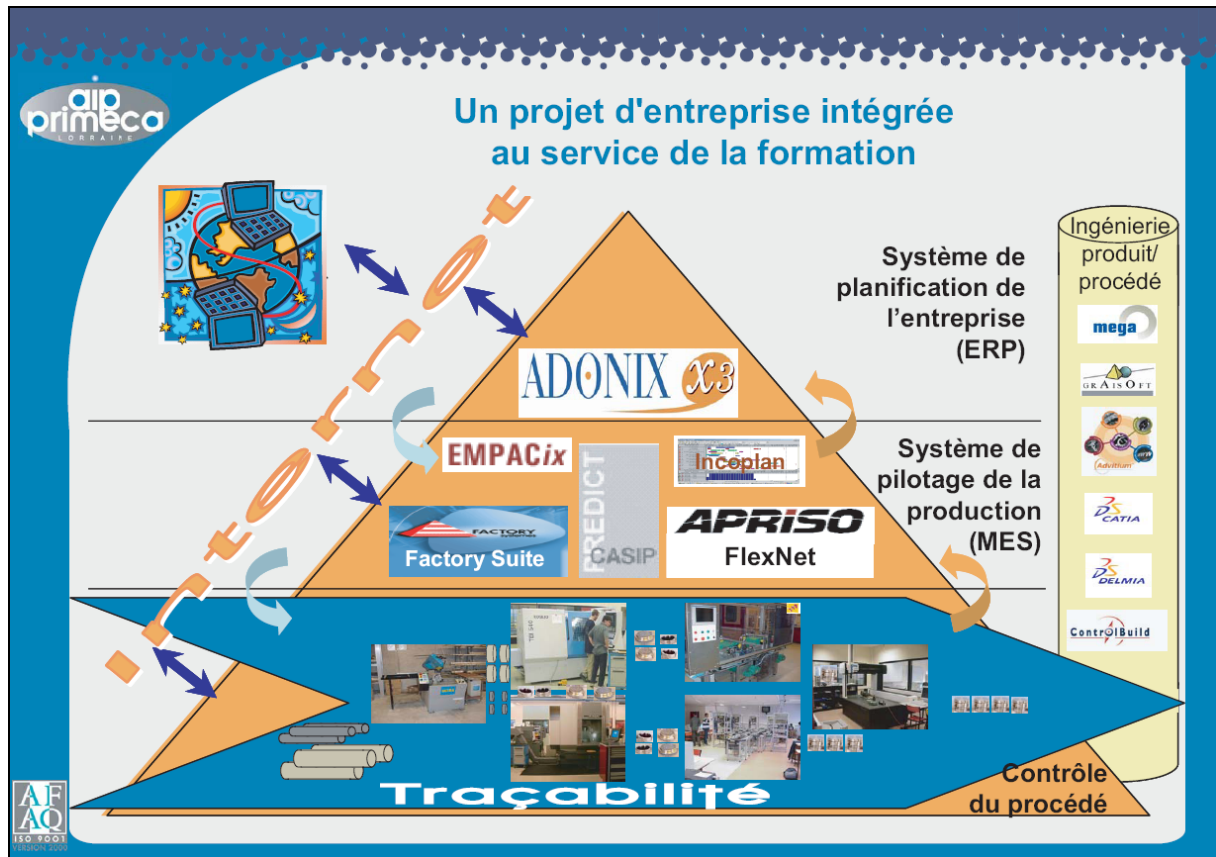 aip
primeca
LORRAINE
Un projet d'entreprise intégrée
au service de la formation
Système de
planification de
l'entreprise
(ERP)
Ingénierie
produit/
procédé
mega
GRAISOFT
Advitium
CATIA
DELMIA
ControlBuild
ADONIX X3
EMPACix
PREDICT
CASIP
Incoplan
FACTORY
Factory Suite
APRISO
FlexNet
Système de
pilotage de la
production
(MES)
Traçabilité
Contrôle
du procédé
AF
AQ
ISO 9001
VERSION 2000